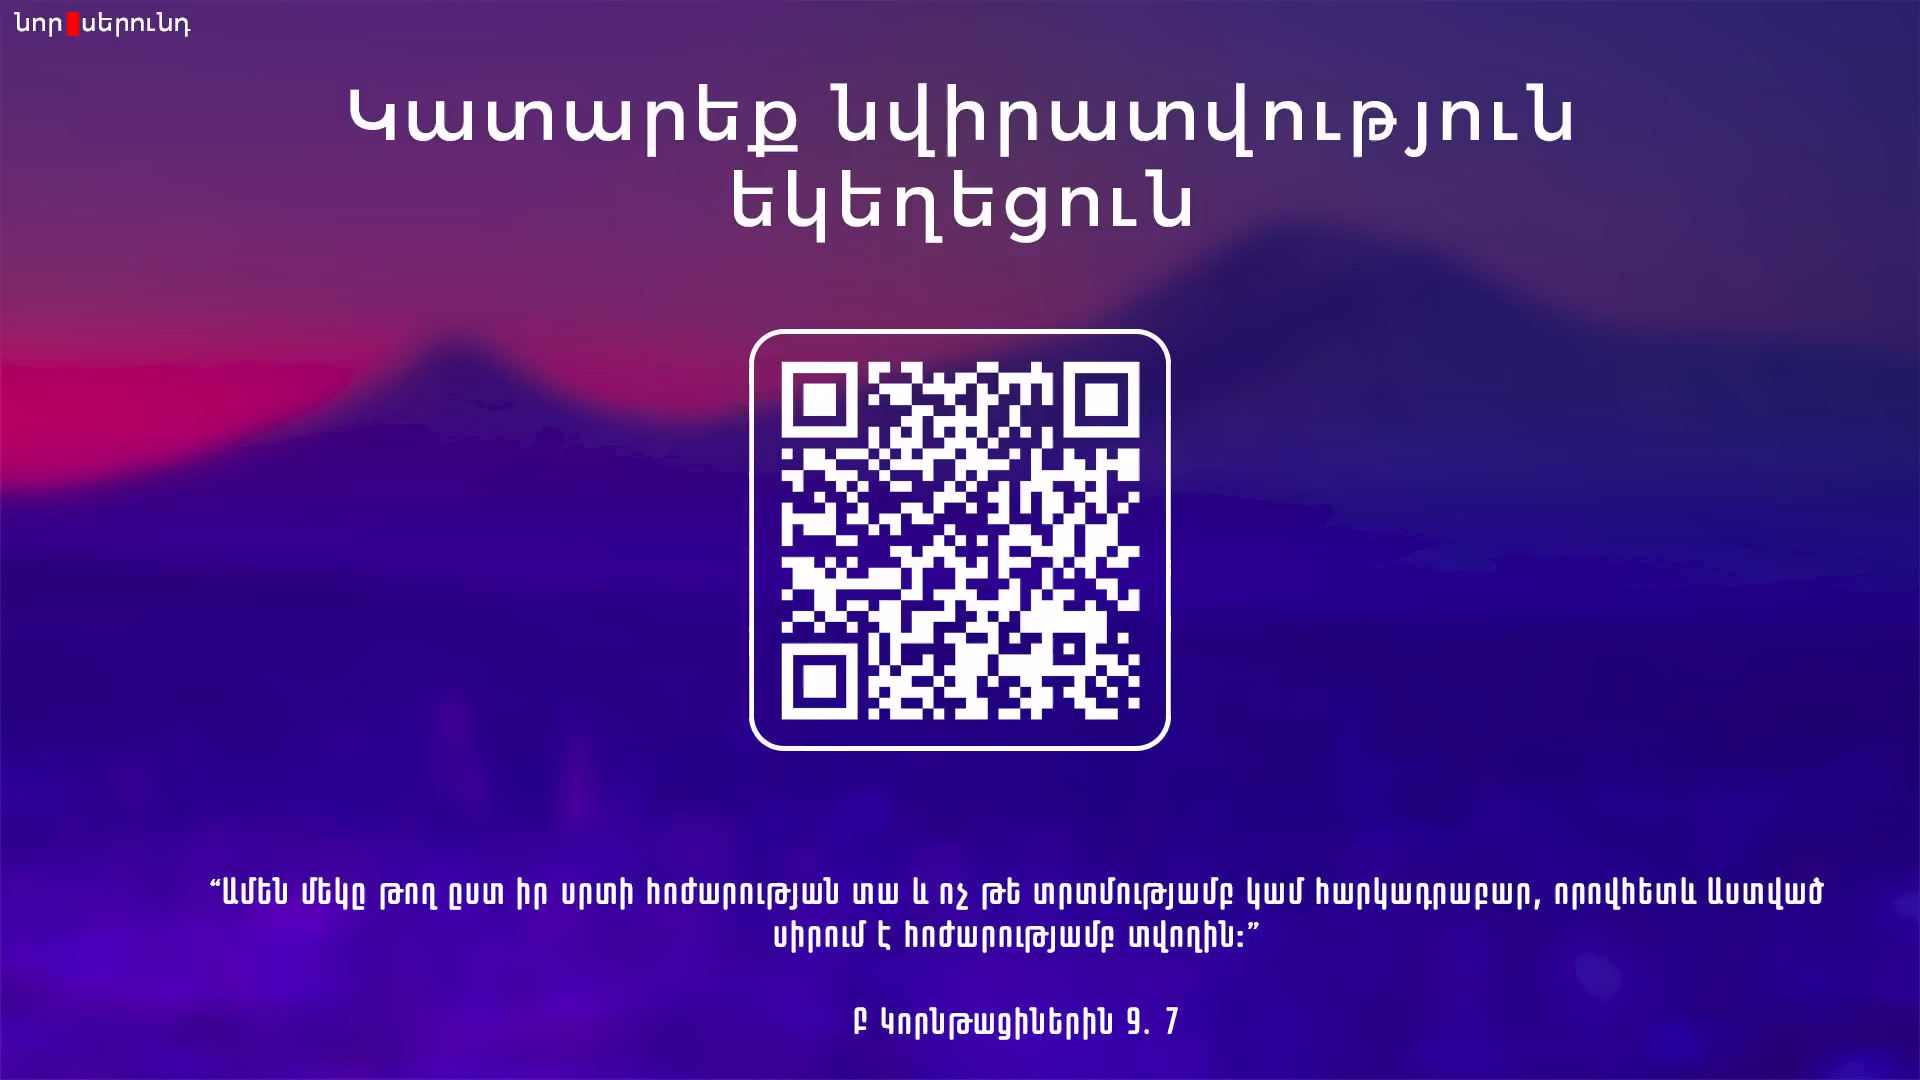 նոր սերունդ
Կատարեք նվիրատվություն
եկեղեցուն
“Ամեն մեկը թող ըստ իր սրտի հոժարության տա և ոչ թե տրտմությամբ կամ հարկադրաբար, որովհետև Աստված
սիրում է հոժարությամբ տվողին:”
Բ Կորնթացիներին 9. 7